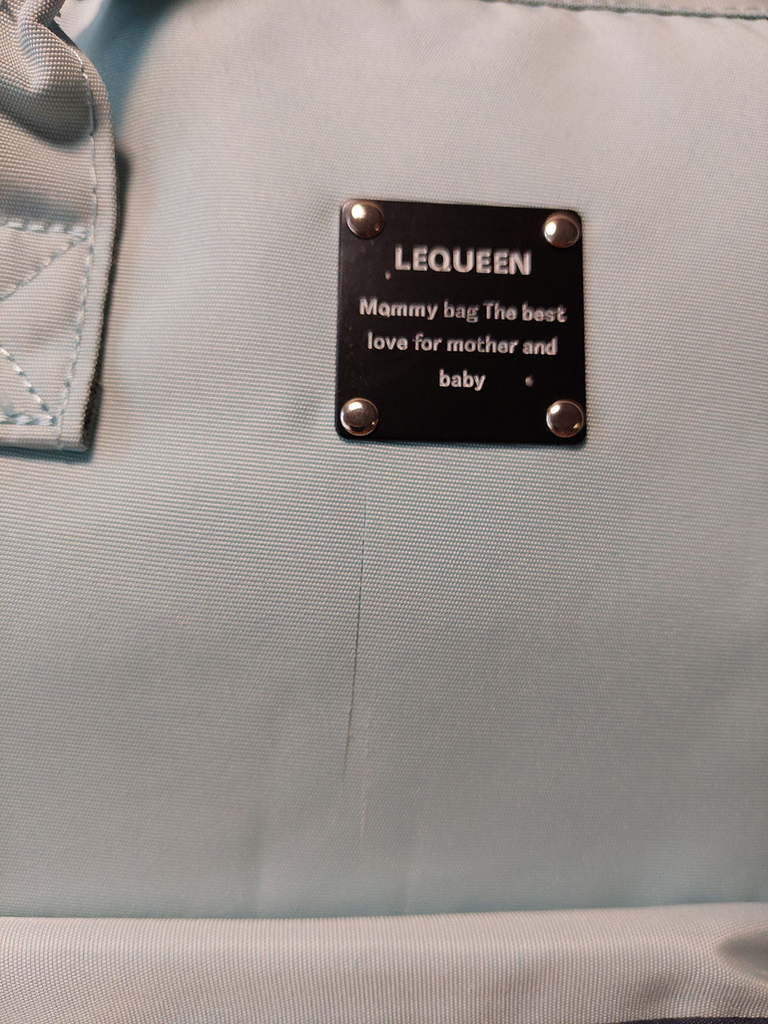 LEQUEEN
Mommy bag The best
love for mother and
baby